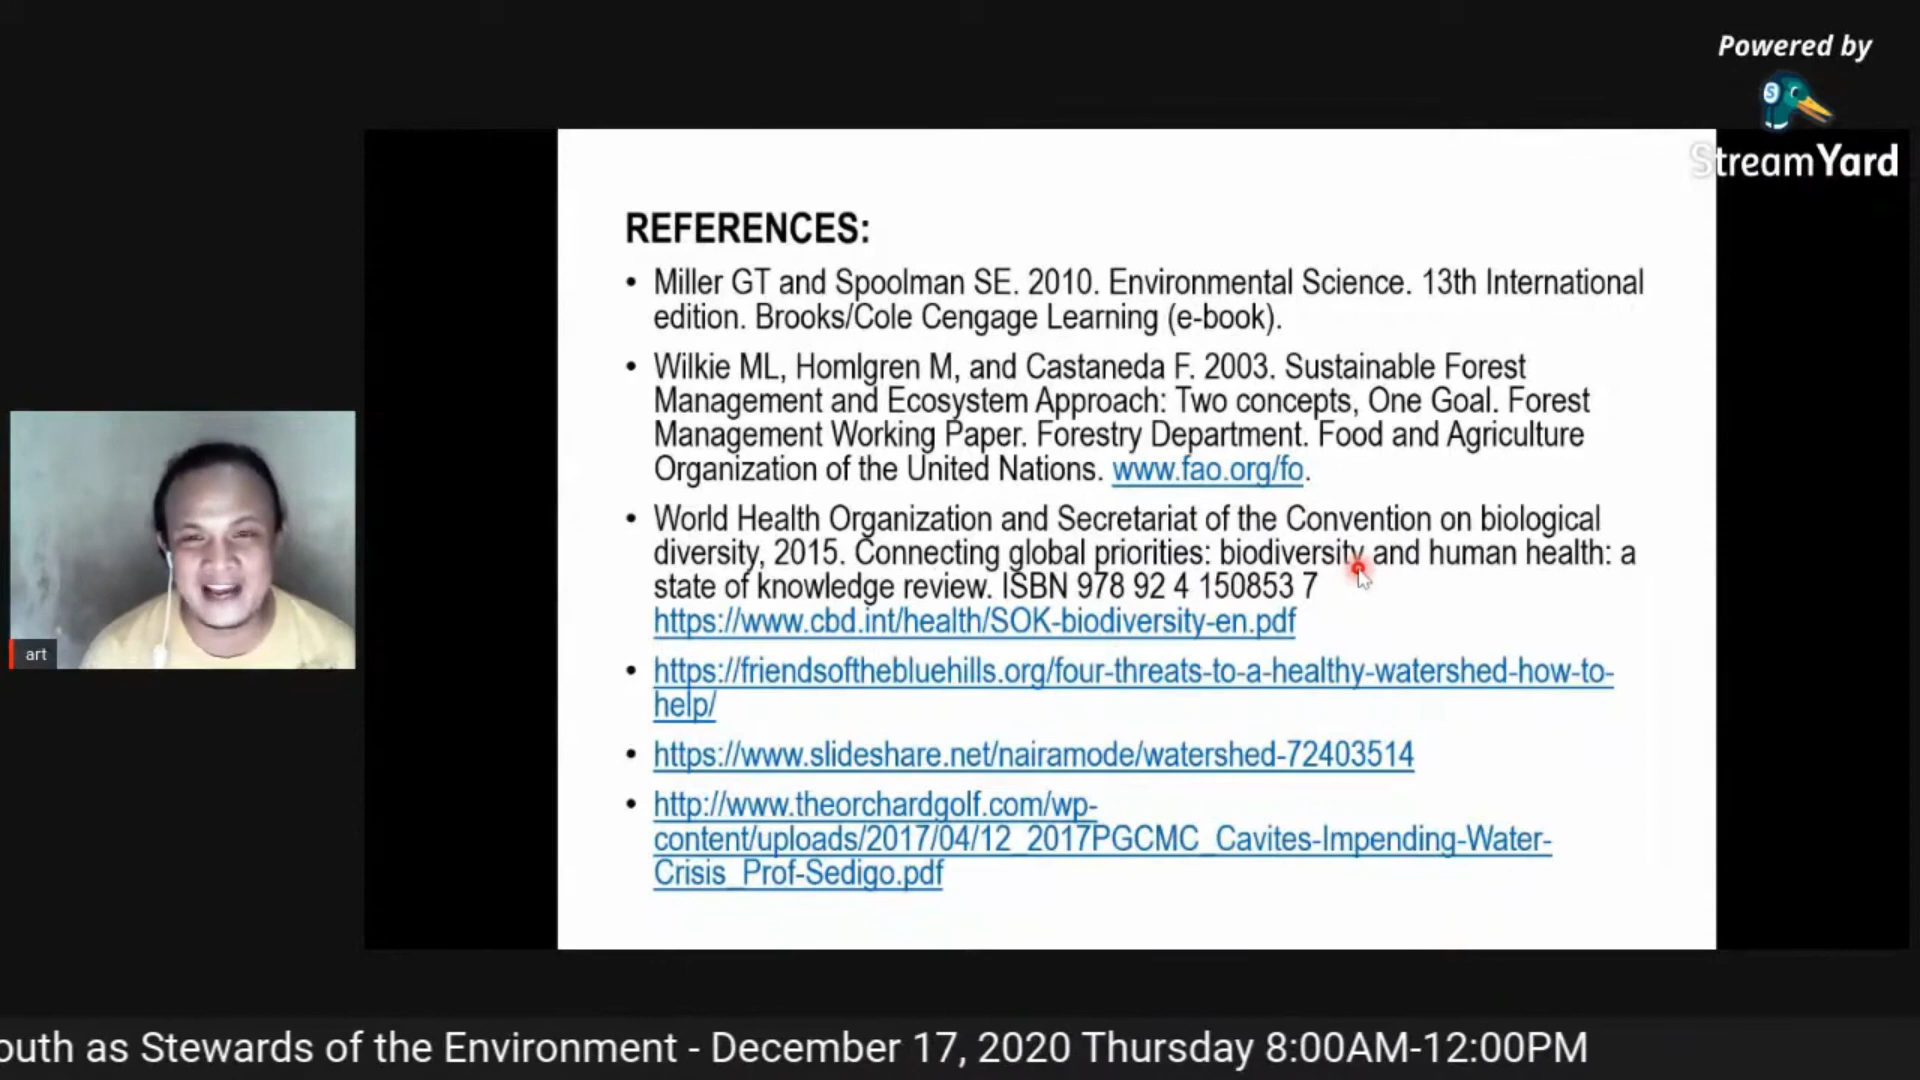 Powered by
StreamYard
REFERENCES:
• Miller GT and Spoolman SE. 2010. Environmental Science. 13th International
edition. Brooks/Cole Cengage Learning (e-book).
• Wilkie ML, Homlgren M, and Castaneda F. 2003. Sustainable Forest
Management and Ecosystem Approach: Two concepts, One Goal. Forest
Management Working Paper. Forestry Department. Food and Agriculture
Organization of the United Nations. www.fao.org/fo.
• World Health Organization and Secretariat of the Convention on biological
diversity, 2015. Connecting global priorities: biodiversity and human health: a
state of knowledge review. ISBN 978 92 4 150853 7
https://www.cbd.int/health/SOK-biodiversity-en.pdf
• https://friendsofthebluehills.org/four-threats-to-a-healthy-watershed-how-to-
help/
• https://www.slideshare.net/nairamode/watershed-72403514
• http://www.theorchardgolf.com/wp-
content/uploads/2017/04/12_2017PGCMC_Cavites-Impending-Water-
Crisis_Prof-Sedigo.pdf
art
outh as Stewards of the Environment - December 17, 2020 Thursday 8:00AM-12:00PM